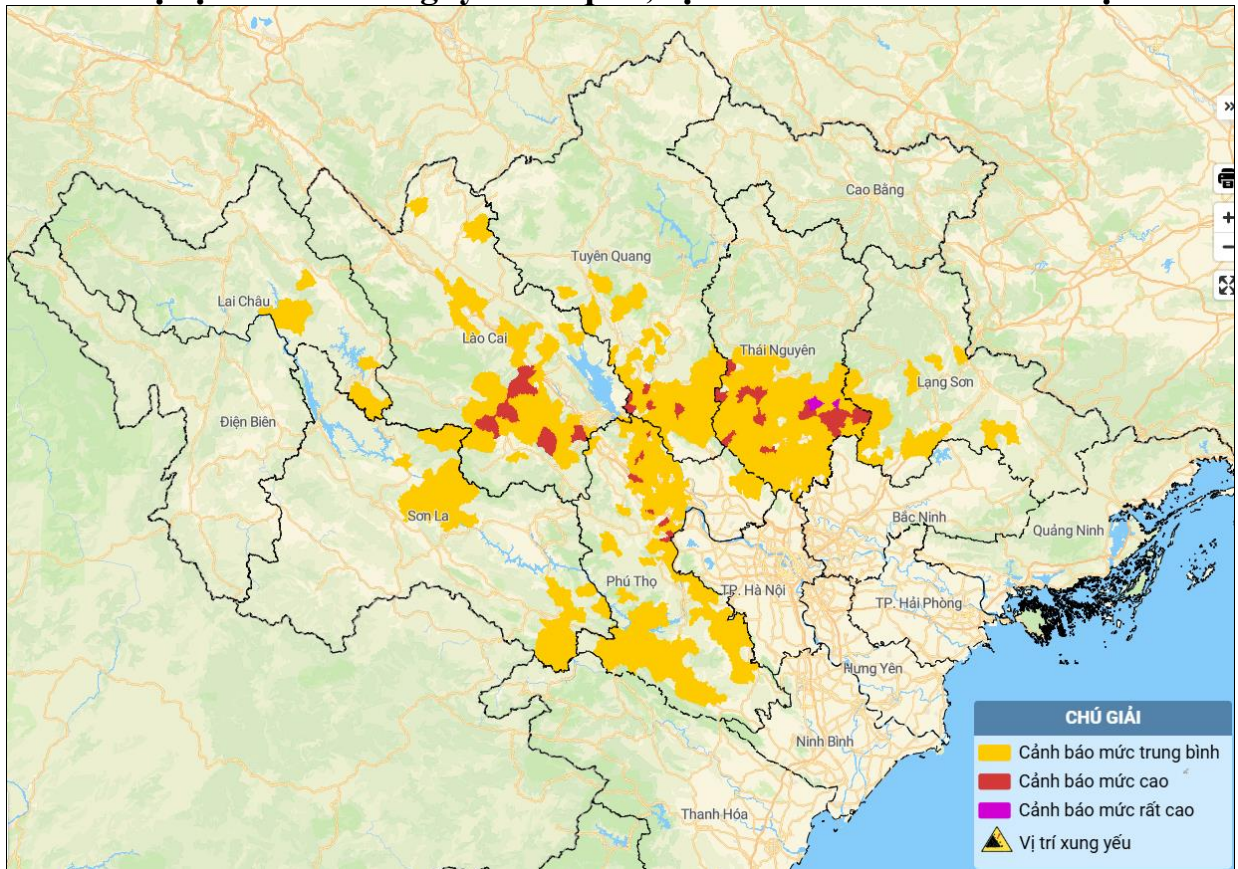 Cao Bằng
Tuyên Quang
Lai Châu
Lào Cai
Thái Nguyên
Lạng Sơn
Điện Biên
Sơn La
Bắc Ninh
Quảng Ninh
Phú Thọ
TP. Hà Nội
TP. Hải Phòng
Hưng Yên
Ninh Bình
Thanh Hóa
CHÚ GIẢI
Cảnh báo mức trung bình
Cảnh báo mức cao
Cảnh báo mức rất cao
Vị trí xung yếu